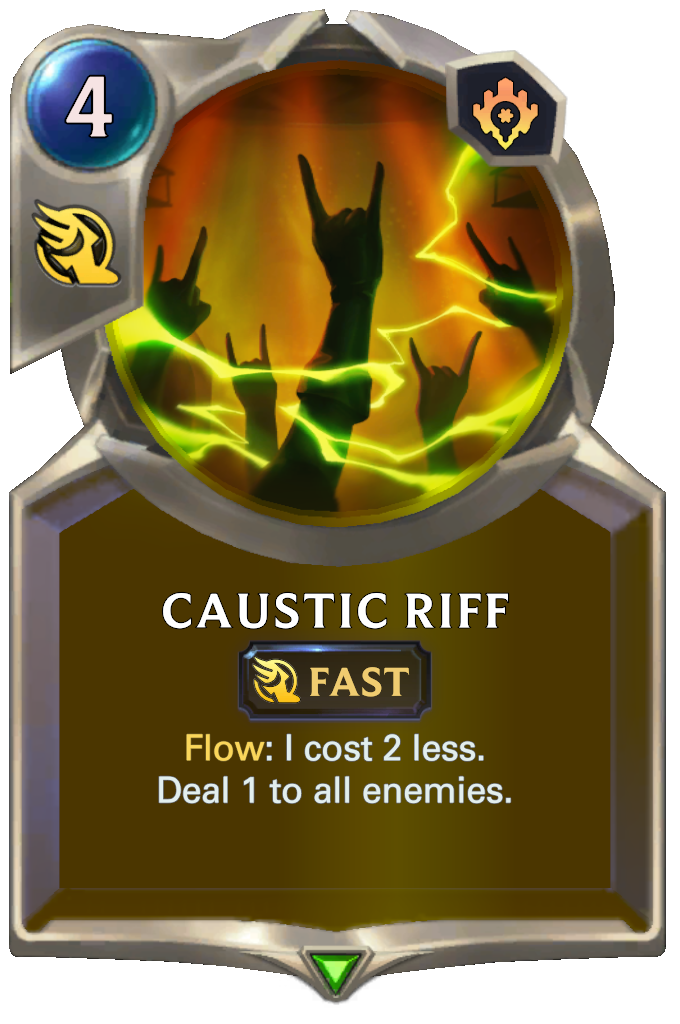 4
CAUSTIC RIFF
FAST
Flow: I cost 2 less.
Deal 1 to all enemies.